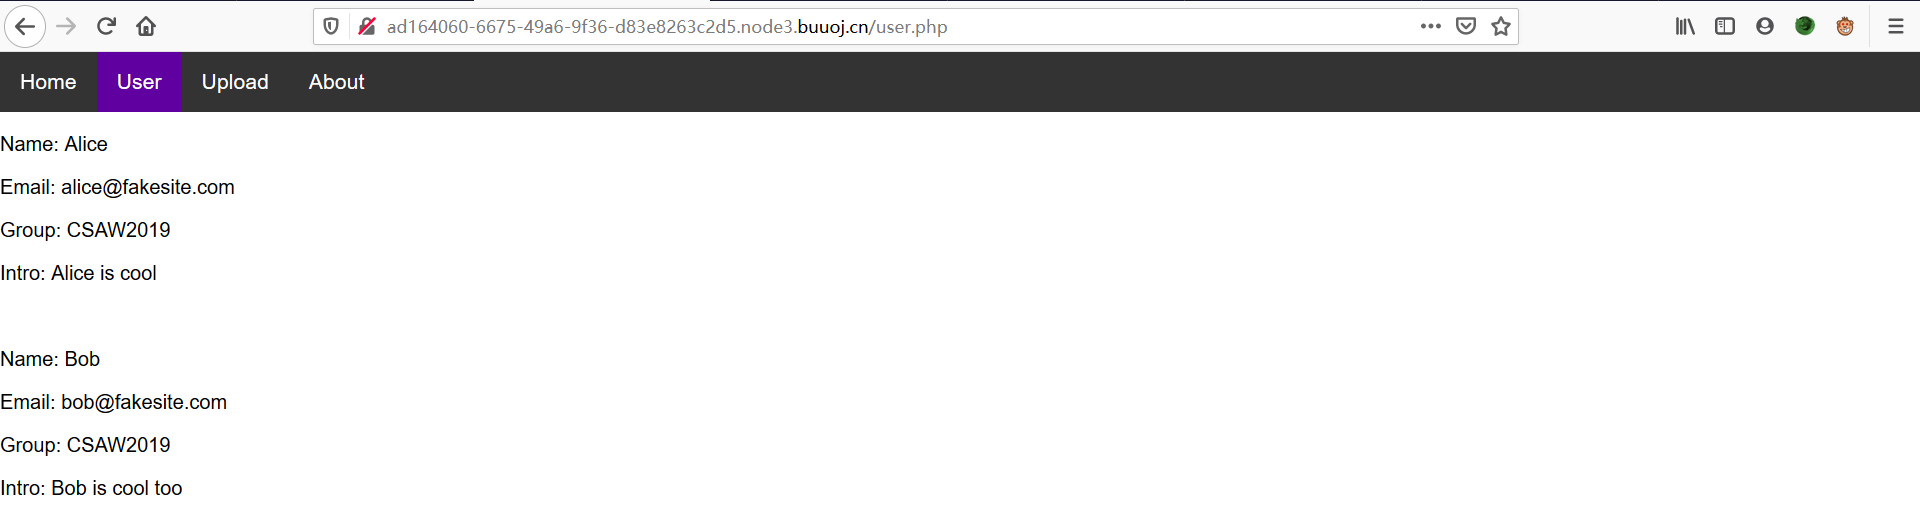 ad164060-6675-49a6-9f36-d83e8263c2d5.node3.buuoj.cn/user.php
Home User Upload About
Name: Alice
Email: alice@fakesite.com
Group: CSAW2019
Intro: Alice is cool
Name: Bob
Email: bob@fakesite.com
Group: CSAW2019
Intro: Bob is cool too